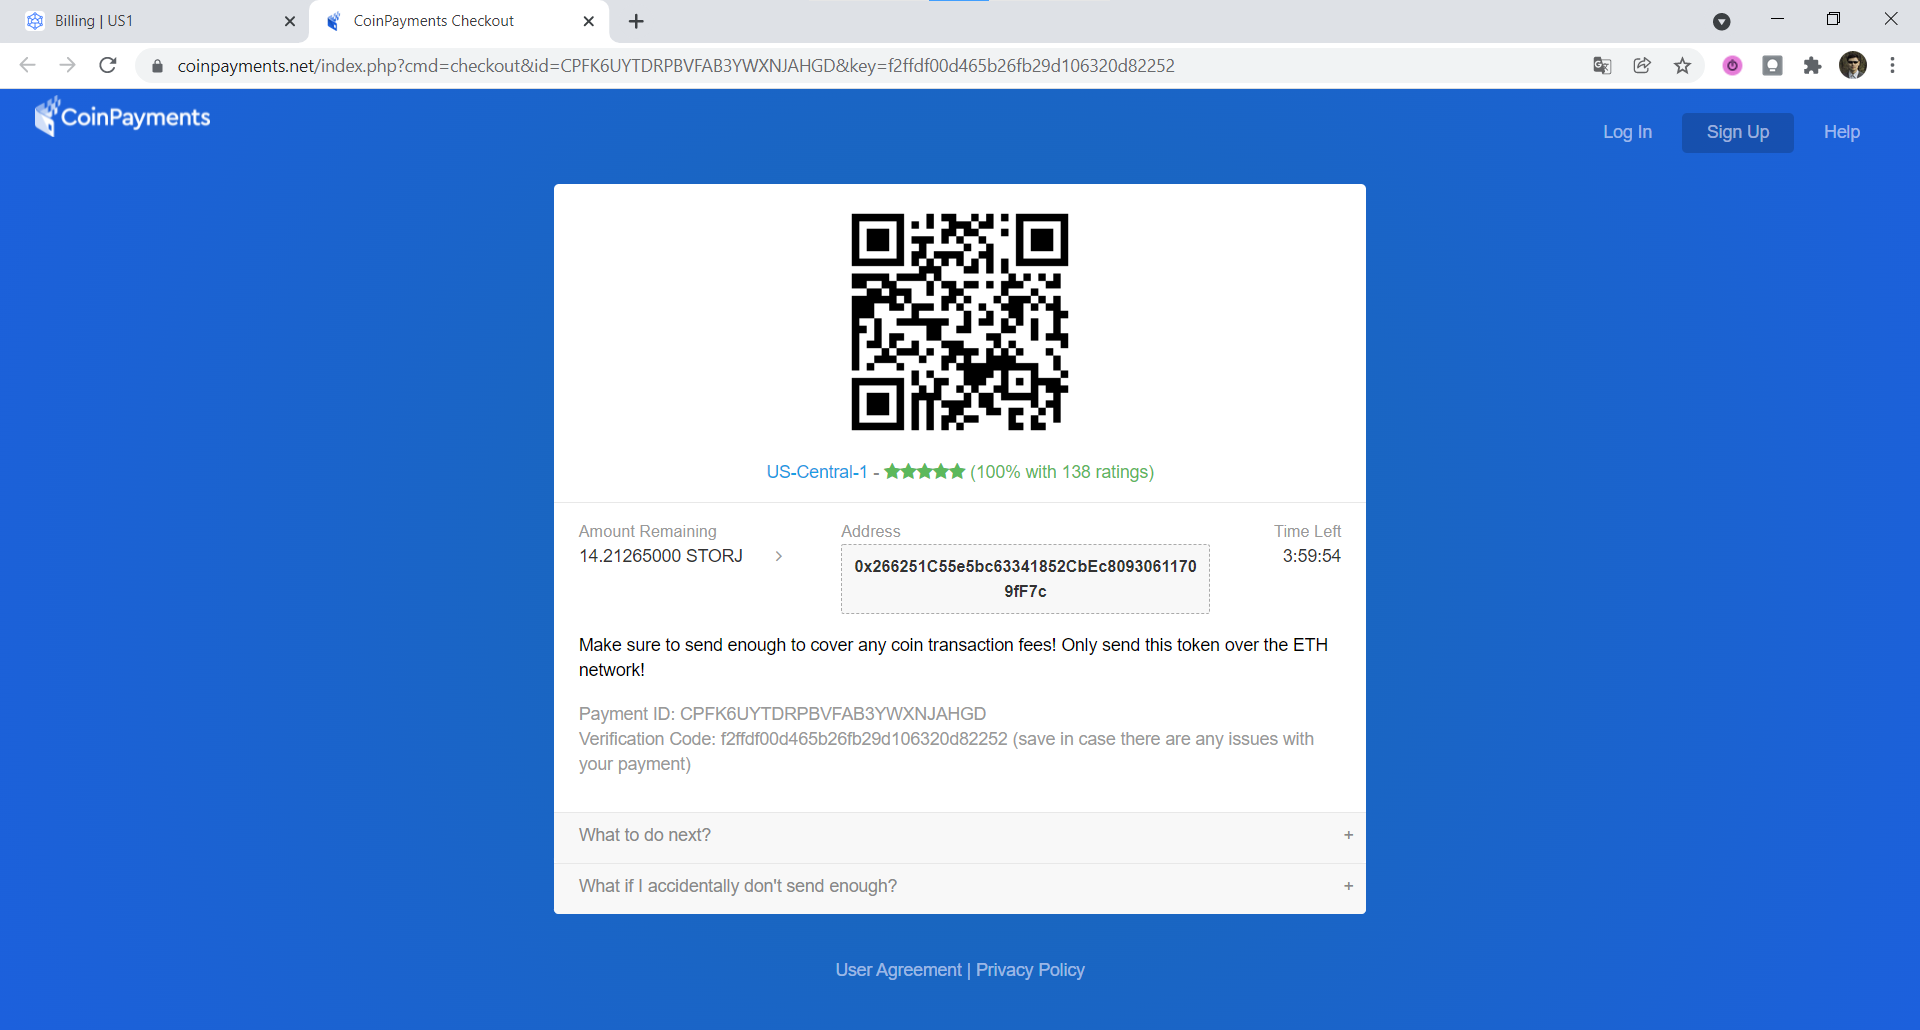 Billing | US1
CoinPayments Checkout
coinpayments.net/index.php?cmd=checkout&id=CPFK6UYTDRPBVFAB3YWXNJAHGD&key=f2ffdf00d465b26fb29d106320d82252
CoinPayments
Log In
Sign Up
Help
US-Central-1 - ★★★★★ (100% with 138 ratings)
Amount Remaining
14.21265000 STORJ
Address
0x266251C55e5bc63341852CbEc8093061170
9fF7c
Time Left
3:59:54
Make sure to send enough to cover any coin transaction fees! Only send this token over the ETH
network!
Payment ID: CPFK6UYTDRPBVFAB3YWXNJAHGD
Verification Code: f2ffdf00d465b26fb29d106320d82252 (save in case there are any issues with
your payment)
What to do next? +
What if I accidentally don't send enough? +
User Agreement | Privacy Policy